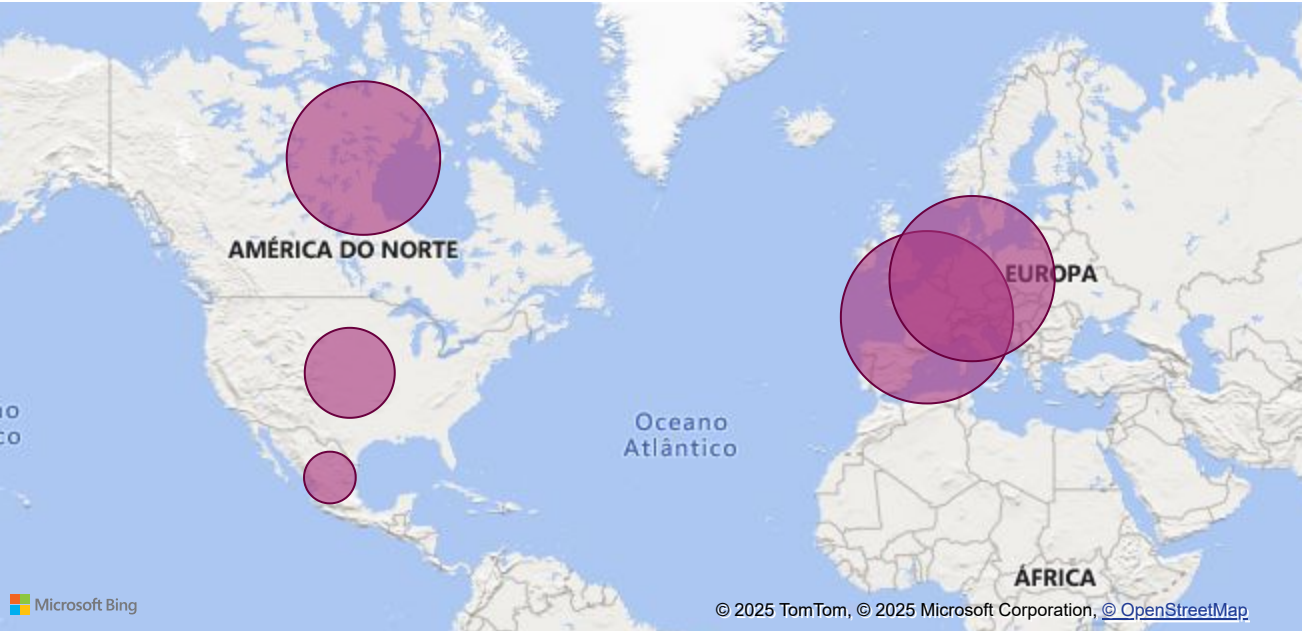 AMÉRICA DO NORTE
EUROPA
Oceano
Atlântico
ÁFRICA
Microsoft Bing
© 2025 TomTom, © 2025 Microsoft Corporation, © OpenStreetMap